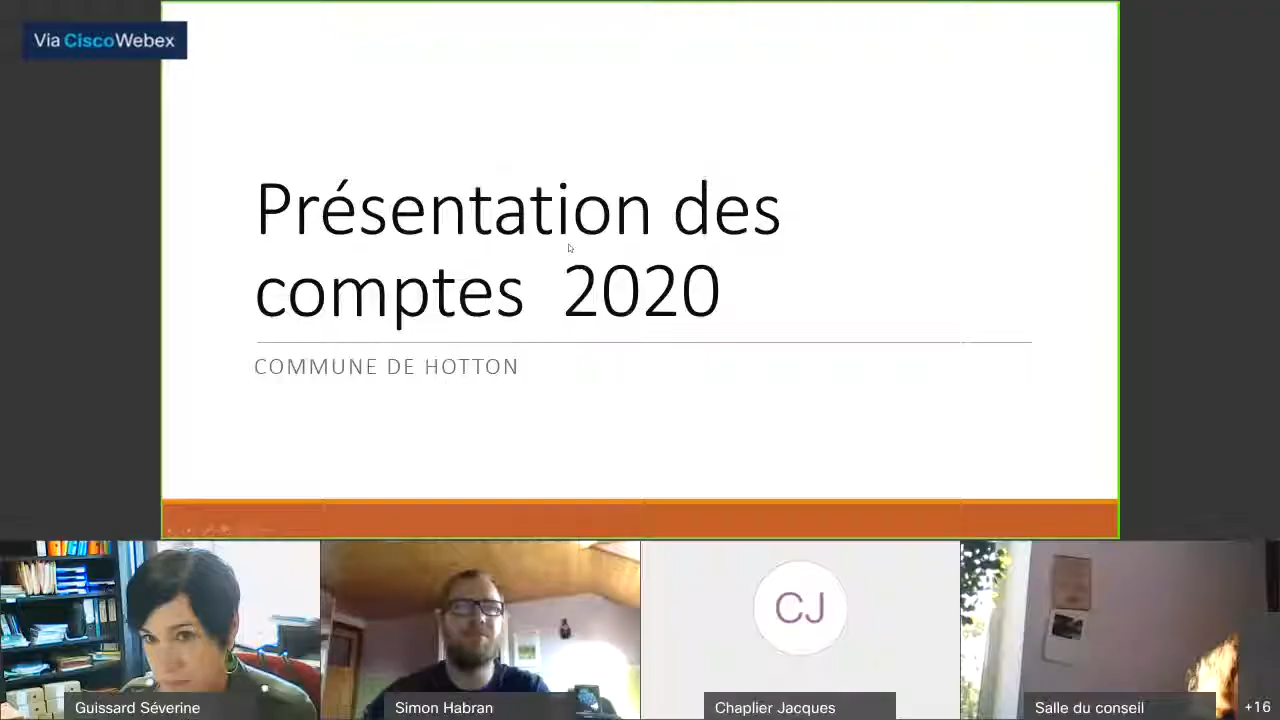 Via CiscoWebex
Présentation des
comptes 2020
COMMUNE DE HOTTON
CJ
Guissard Séverine
Simon Habran
Chaplier Jacques
Salle du conseil
+16